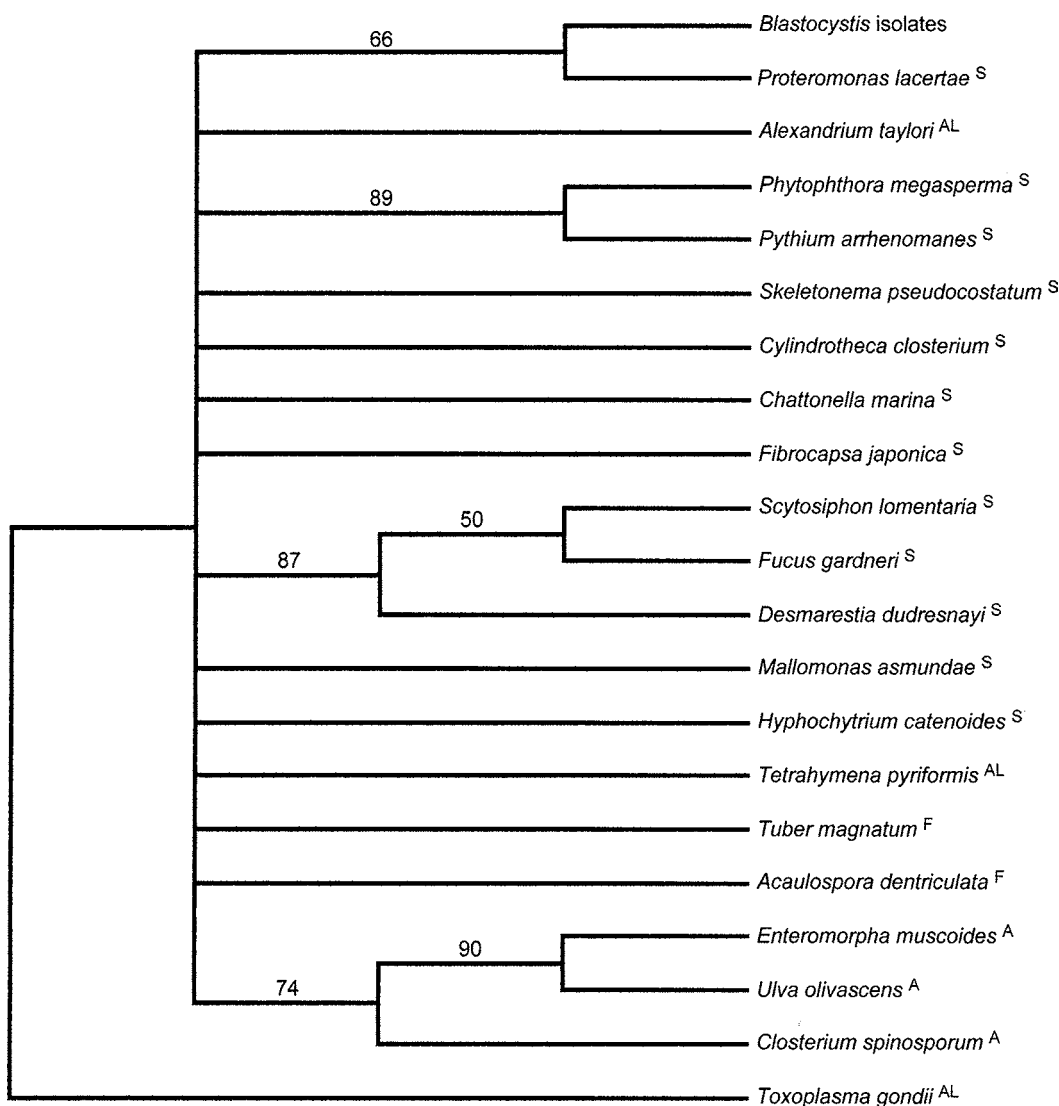 66
Blastocystis isolates
Proteromonas lacertae S
Alexandrium taylori AL
89
Phytophthora megasperma S
Pythium arrhenomanes S
Skeletonema pseudocostatum S
Cylindrotheca closterium S
Chattonella marina S
Fibrocapsa japonica S
87
50
Scytosiphon lomentaria S
Fucus gardneri S
Desmarestia dudresnayi S
Mallomonas asmundae S
Hyphochytrium catenoides S
Tetrahymena pyriformis AL
Tuber magnatum F
Acaulospora dentriculata F
74
90
Enteromorpha muscoides A
Ulva olivascens A
Closterium spinosporum A
Toxoplasma gondii AL